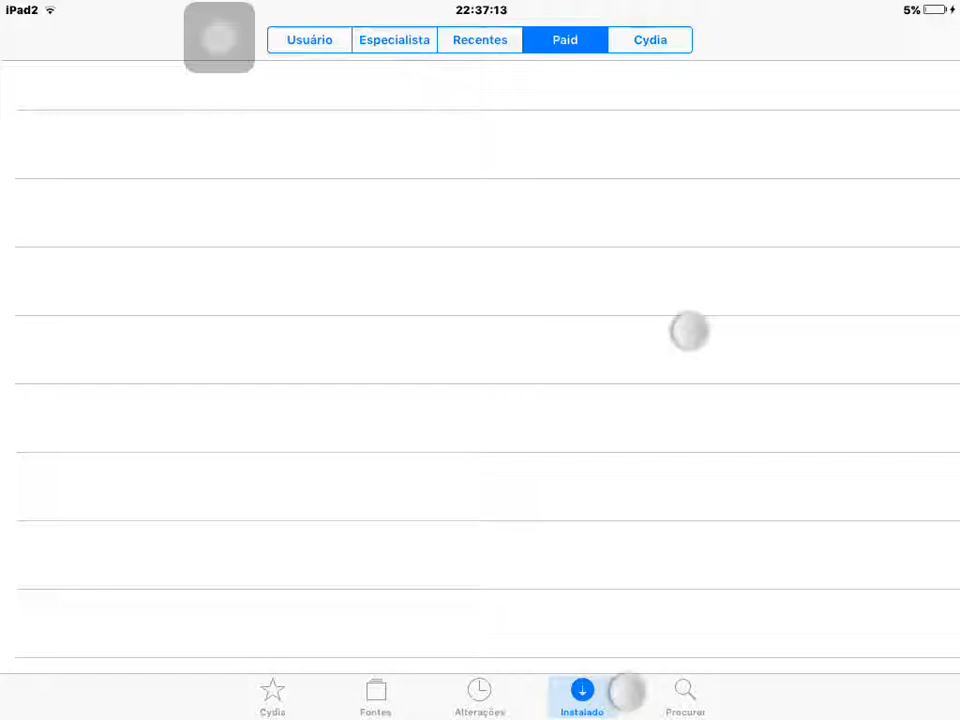 iPad2 22:37:13 5%
Usuário Especialista Recentes Paid Cydia
Cydia Fontes Alterações Instalado Procurar